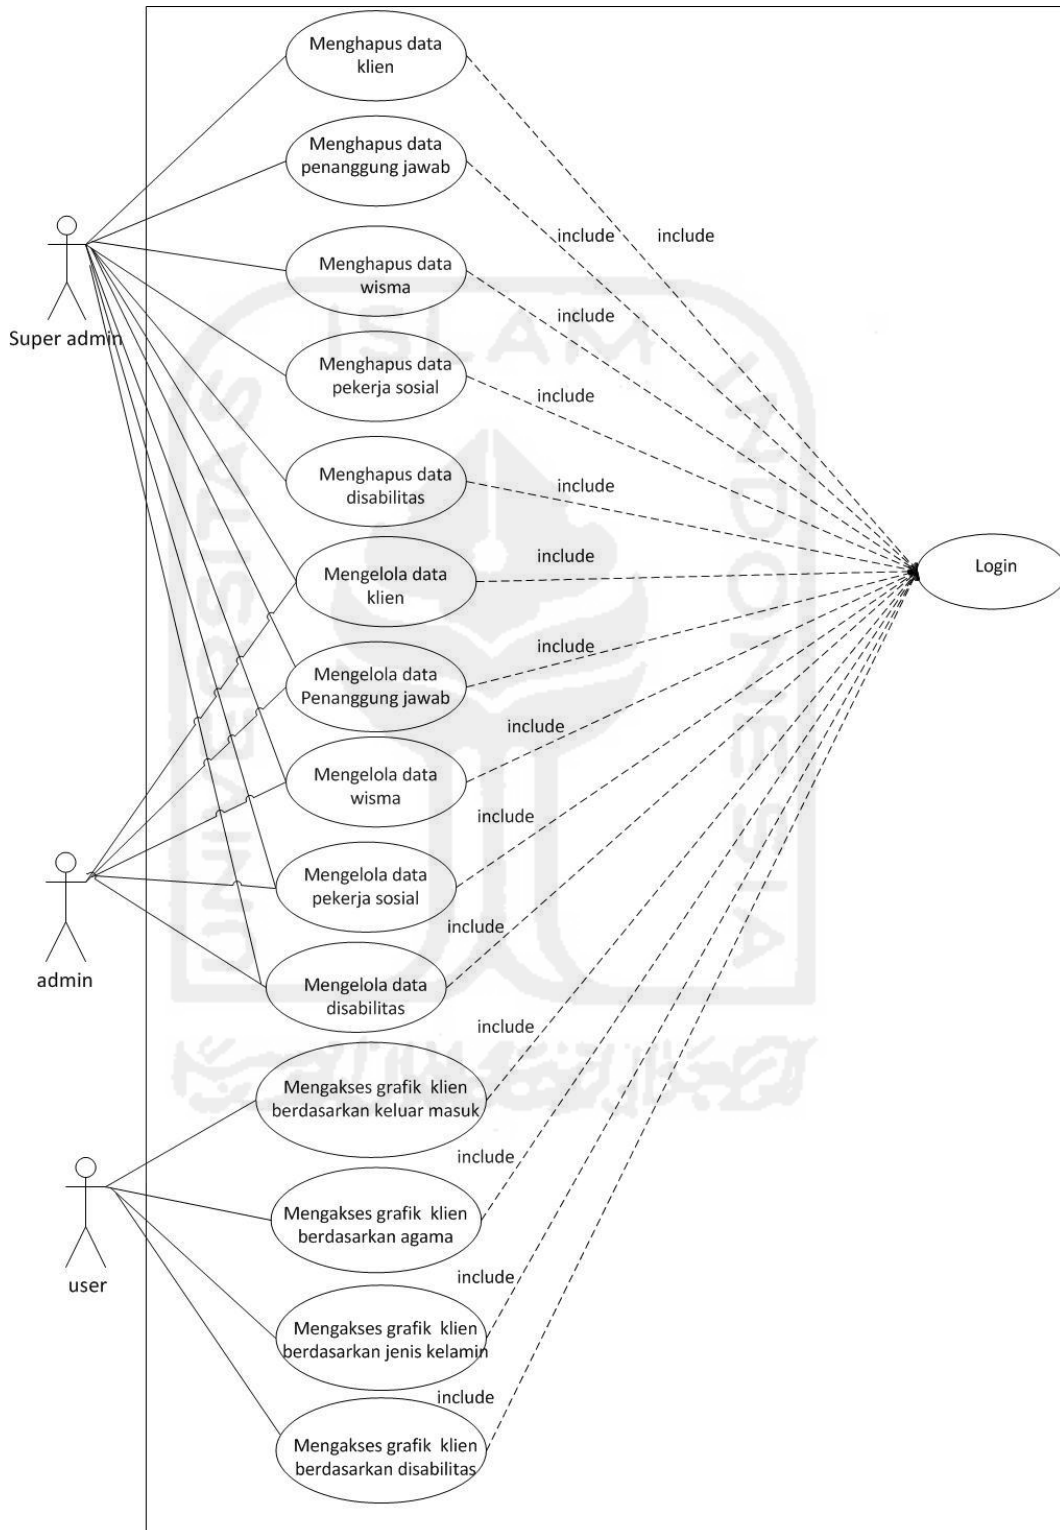 Menghapus data
klien
Menghapus data
penanggung jawab
include
include
Menghapus data
wisma
include
Super admin
Menghapus data
pekerja sosial
include
Menghapus data
disabilitas
include
Mengelola data
klien
include
Login
Mengelola data
Penanggung jawab
include
include
Mengelola data
wisma
include
Mengelola data
pekerja sosial
include
admin
Mengelola data
disabilitas
include
Mengakses grafik klien
berdasarkan keluar masuk
include
Mengakses grafik klien
berdasarkan agama
user
include
Mengakses grafik klien
berdasarkan jenis kelamin
include
Mengakses grafik klien
berdasarkan disabilitas
UNIVERSITAS
ISLAM
INDONESIA